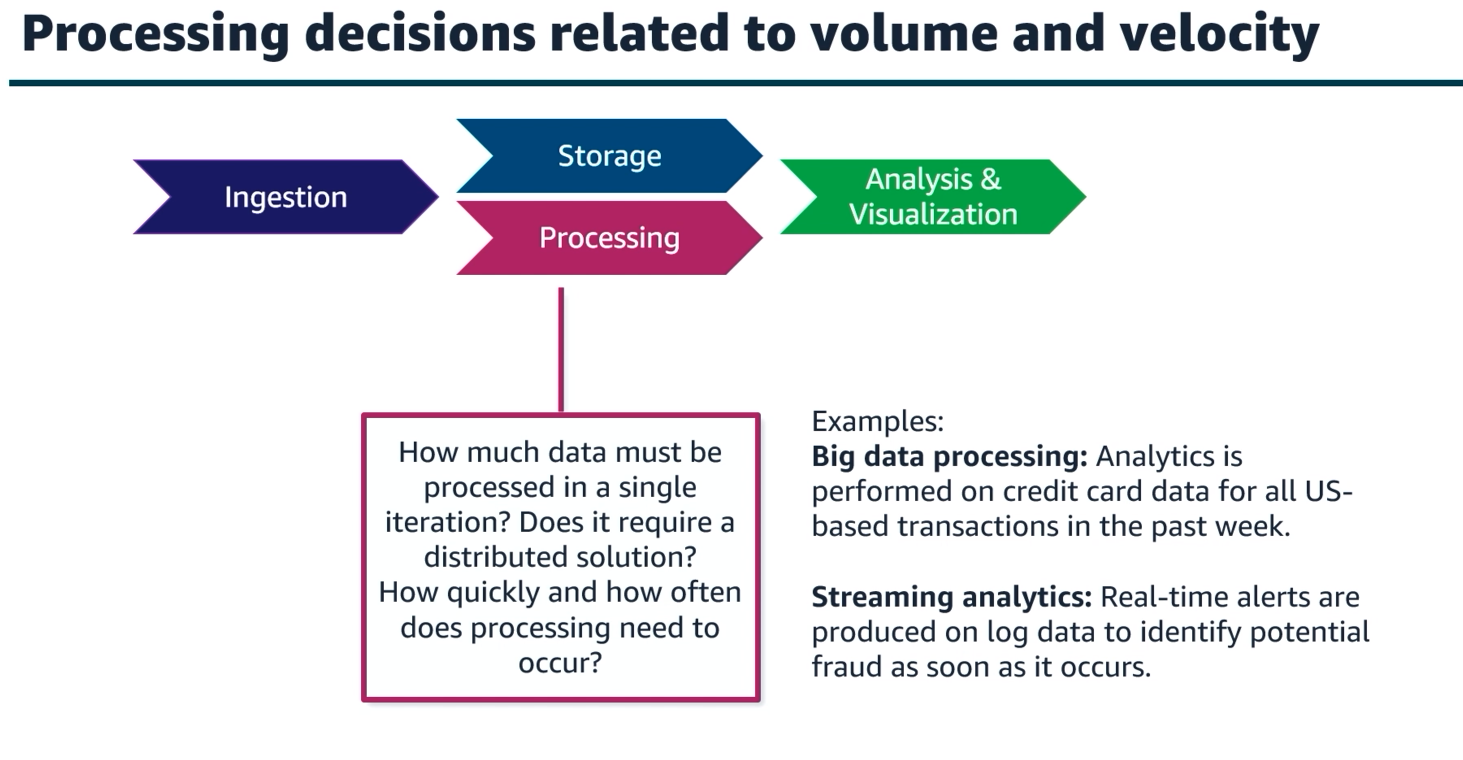 Processing decisions related to volume and velocity
Ingestion
Storage
Processing
Analysis &
Visualization
How much data must be
processed in a single
iteration? Does it require a
distributed solution?
How quickly and how often
does processing need to
occur?
Examples:
Big data processing: Analytics is
performed on credit card data for all US-
based transactions in the past week.
Streaming analytics: Real-time alerts are
produced on log data to identify potential
fraud as soon as it occurs.